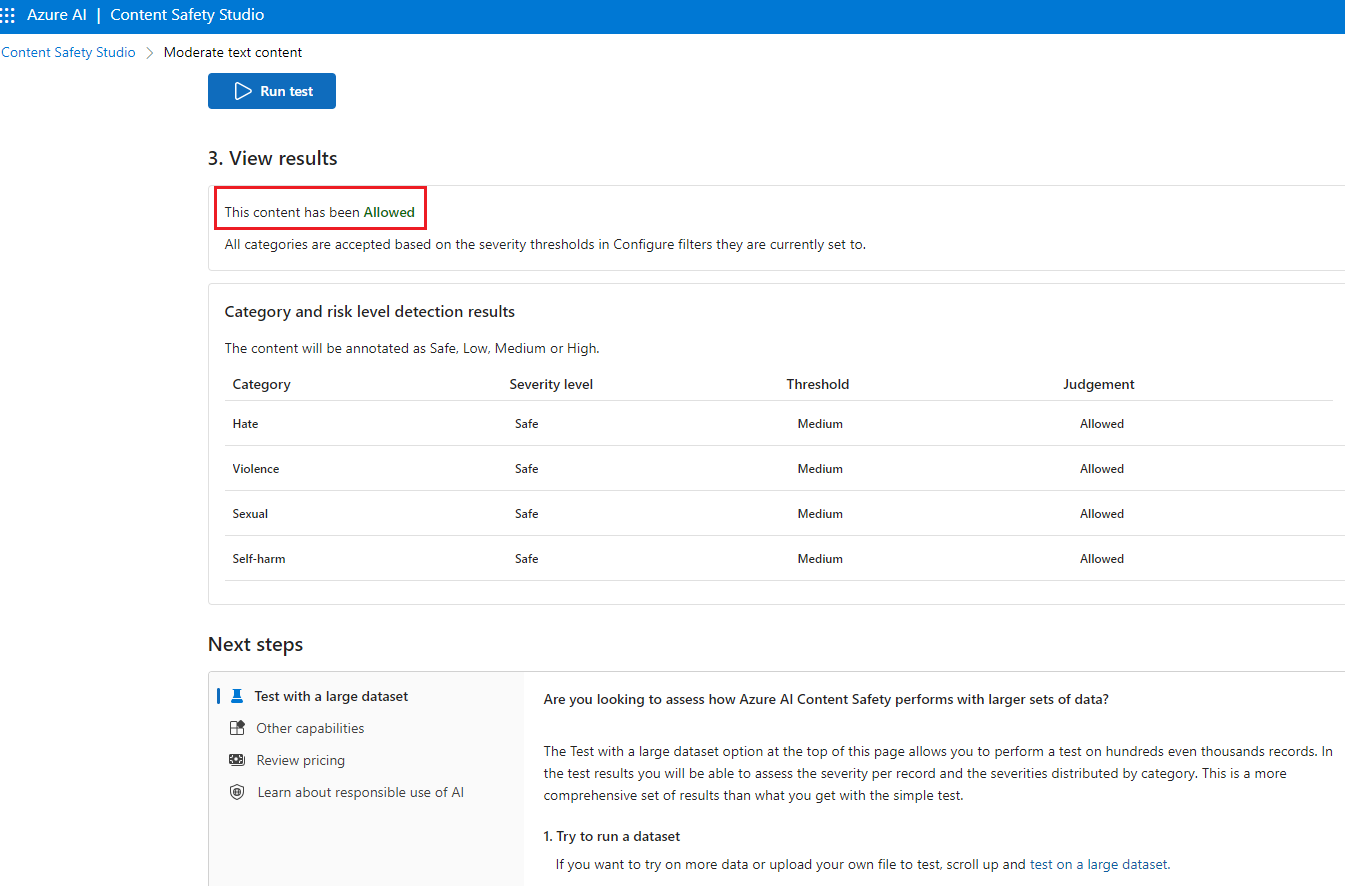 Azure AI | Content Safety Studio
Content Safety Studio > Moderate text content
Run test
3. View results
This content has been Allowed
All categories are accepted based on the severity thresholds in Configure filters they are currently set to.
Category and risk level detection results
The content will be annotated as Safe, Low, Medium or High.
Category Severity level Threshold Judgement
Hate Safe Medium Allowed
Violence Safe Medium Allowed
Sexual Safe Medium Allowed
Self-harm Safe Medium Allowed
Next steps
Test with a large dataset
Other capabilities
Review pricing
Learn about responsible use of AI
Are you looking to assess how Azure AI Content Safety performs with larger sets of data?
The Test with a large dataset option at the top of this page allows you to perform a test on hundreds even thousands records. In
the test results you will be able to assess the severity per record and the severities distributed by category. This is a more
comprehensive set of results than what you get with the simple test.
1. Try to run a dataset
If you want to try on more data or upload your own file to test, scroll up and test on a large dataset.